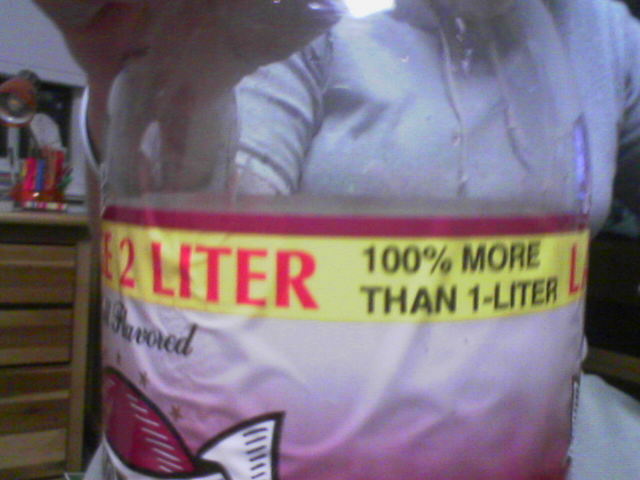 E 2 LITER
100% MORE
THAN 1-LITER
Flavored